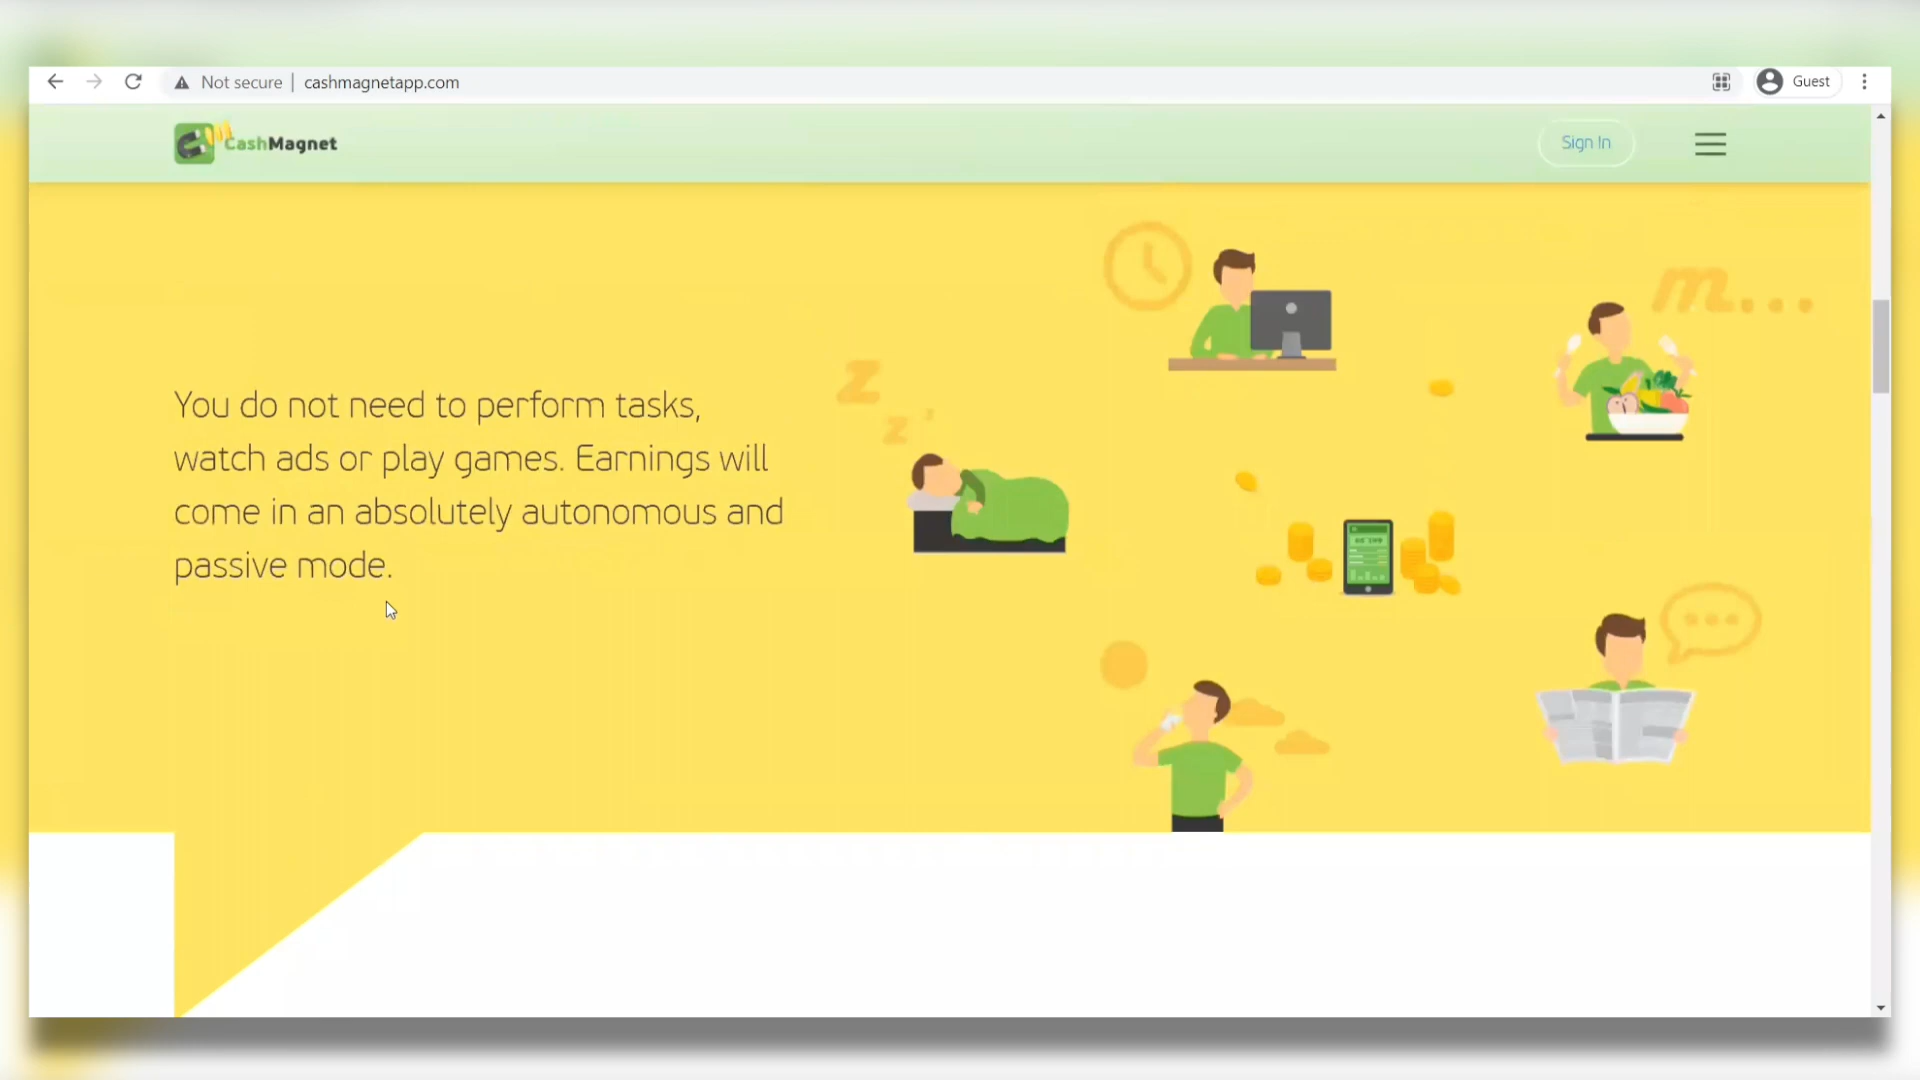 Not secure | cashmagnetapp.com
Guest
CashMagnet
Sign In
m...
z
z
z
You do not need to perform tasks,
watch ads or play games. Earnings will
come in an absolutely autonomous and
passive mode.